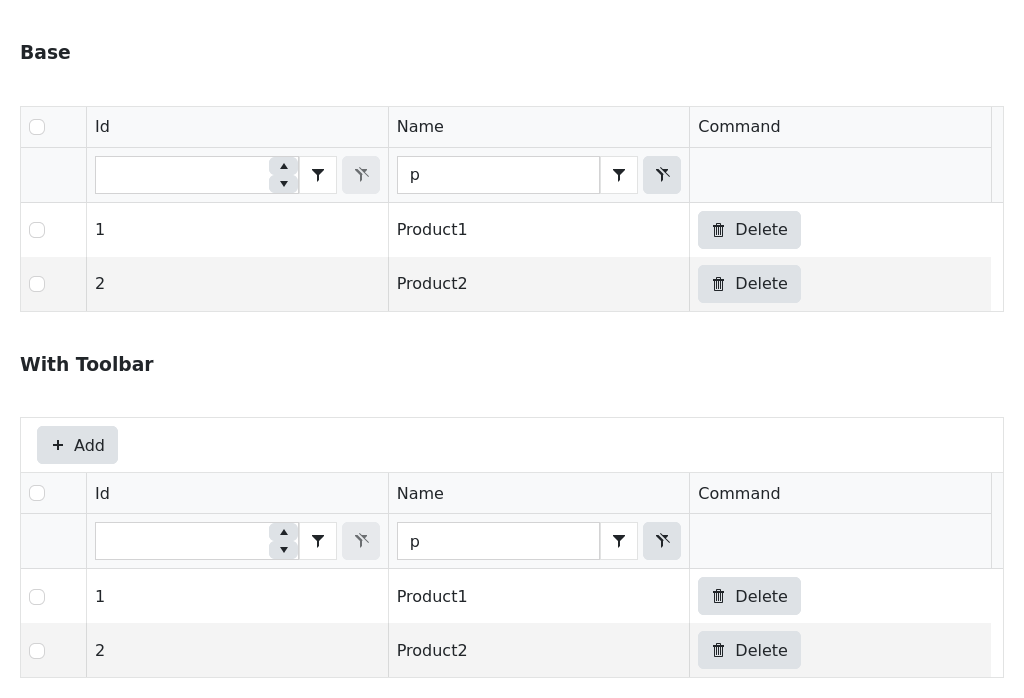 Base
Id Name Command
p
1 Product1 Delete
2 Product2 Delete
With Toolbar
Add
Id Name Command
p
1 Product1 Delete
2 Product2 Delete